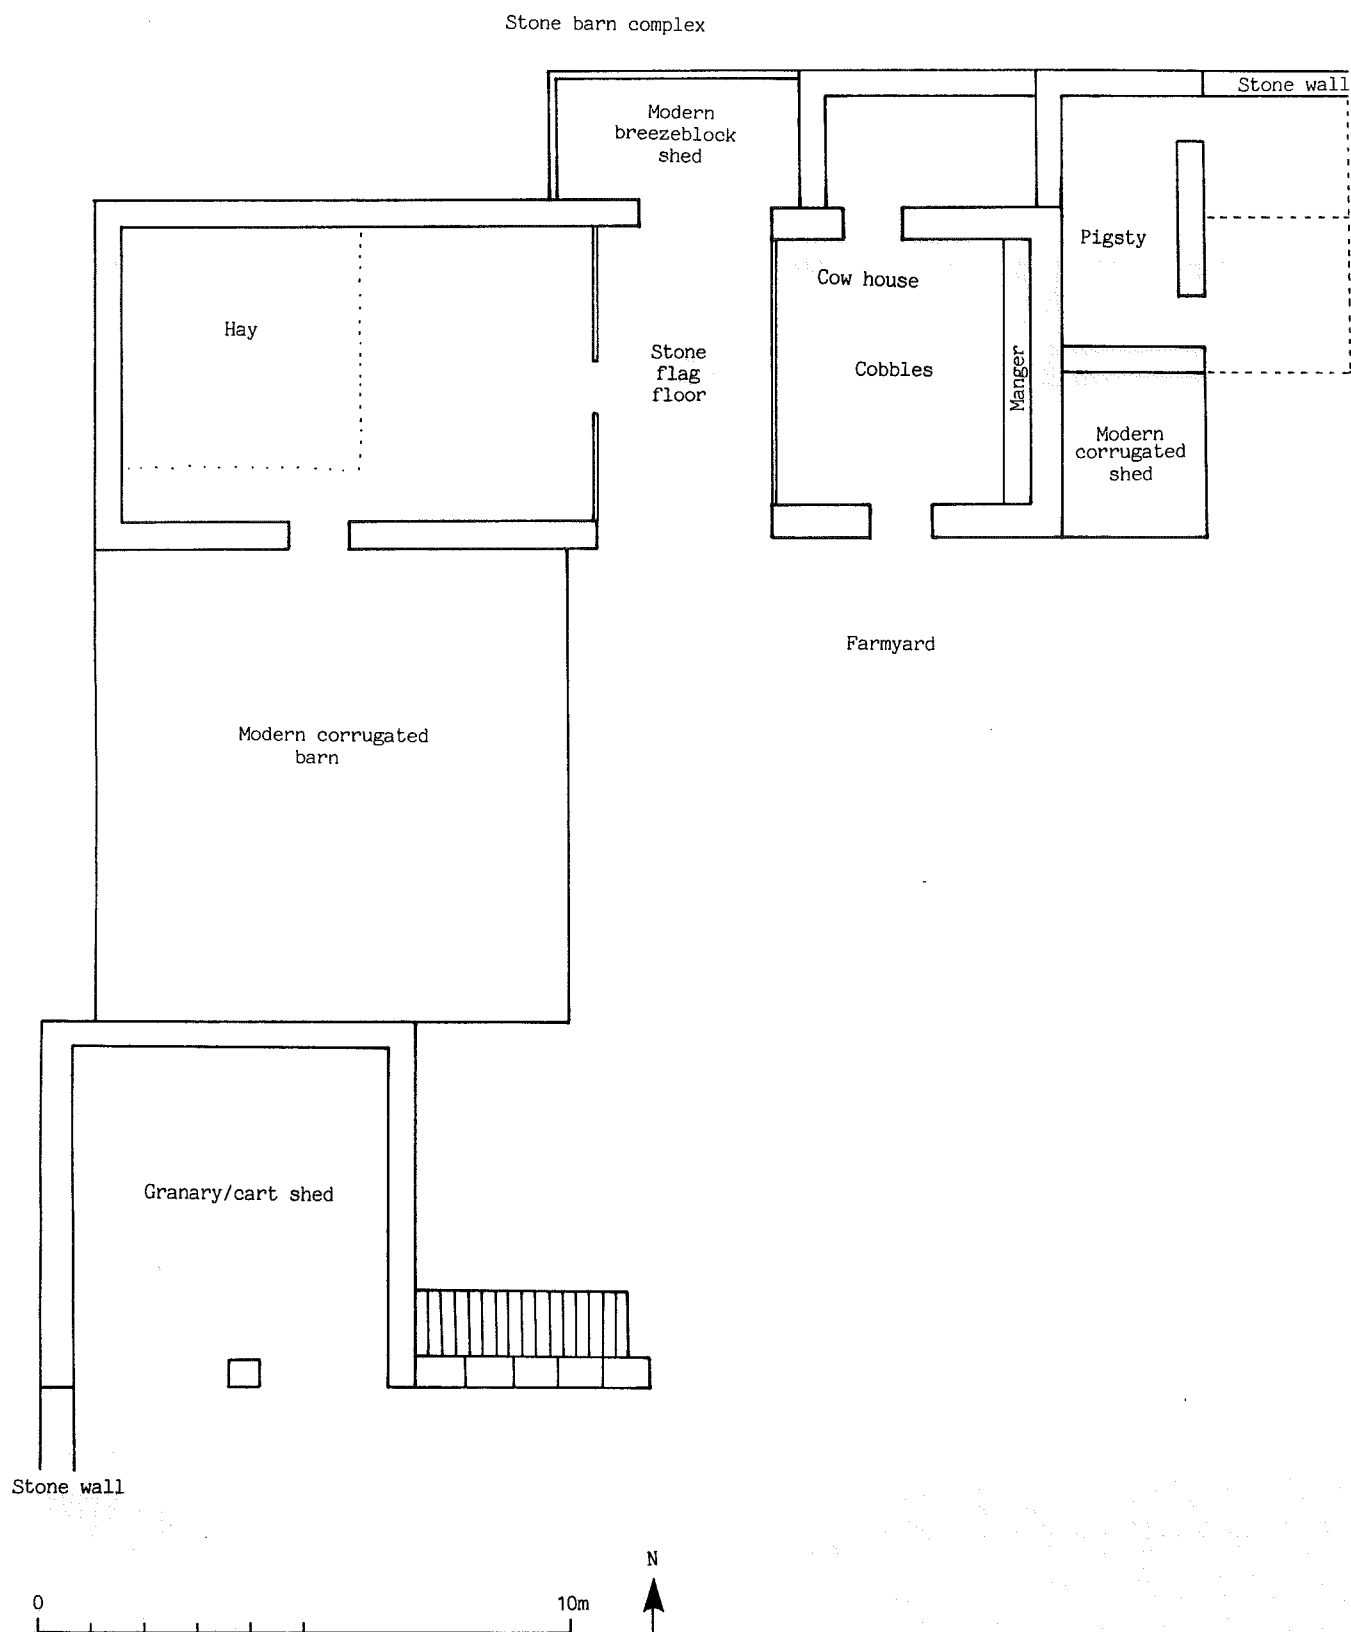 Stone barn complex
Stone wall
Modern
breezeblock
shed
Pigsty
Cow house
Hay
Stone
flag
floor
Cobbles
Manger
Modern
corrugated
shed
Farmyard
Modern corrugated
barn
Granary/cart shed
Stone wall
N
0
10m